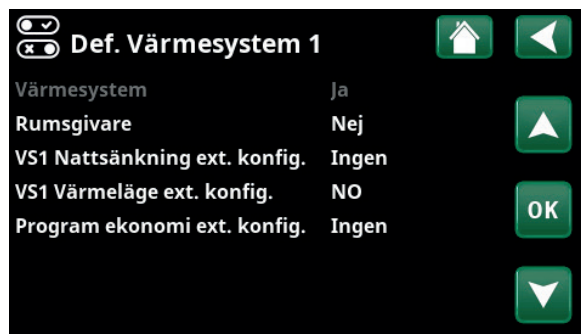 Def. Värmesystem 1
Värmesystem Ja
Rumsgivare Nej
VS1 Nattsänkning ext. konfig. Ingen
VS1 Värmeläge ext. konfig. NO
Program ekonomi ext. konfig. Ingen
OK